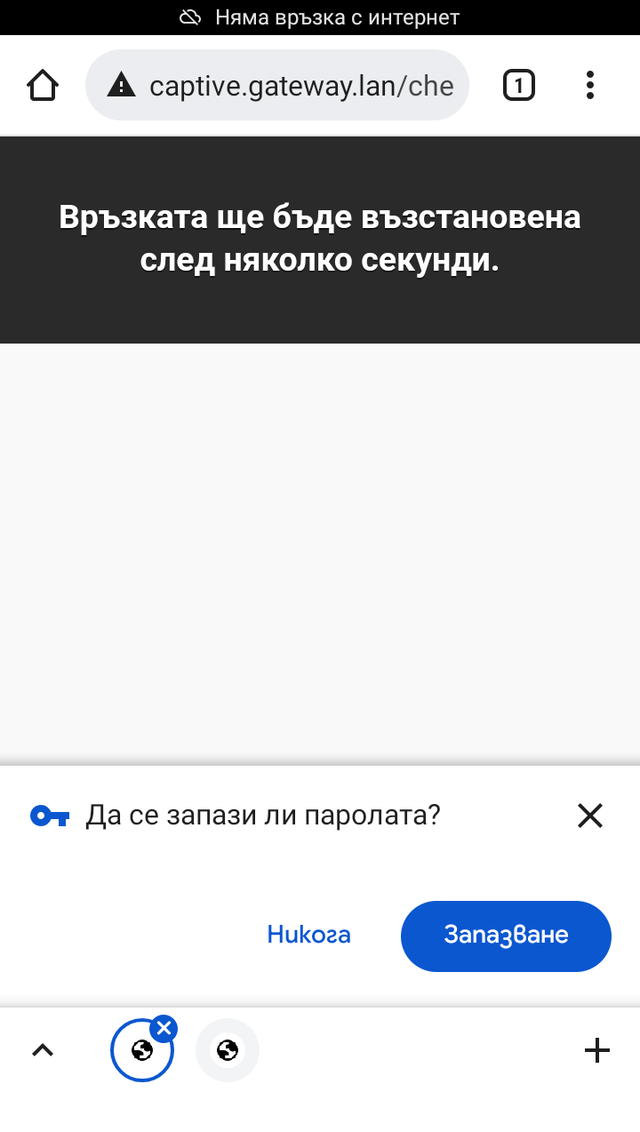 Няма връзка с интернет
captive.gateway.lan/che
1
Връзката ще бъде възстановена
след няколко секунди.
Да се запази ли паролата?
Никога
Запазване